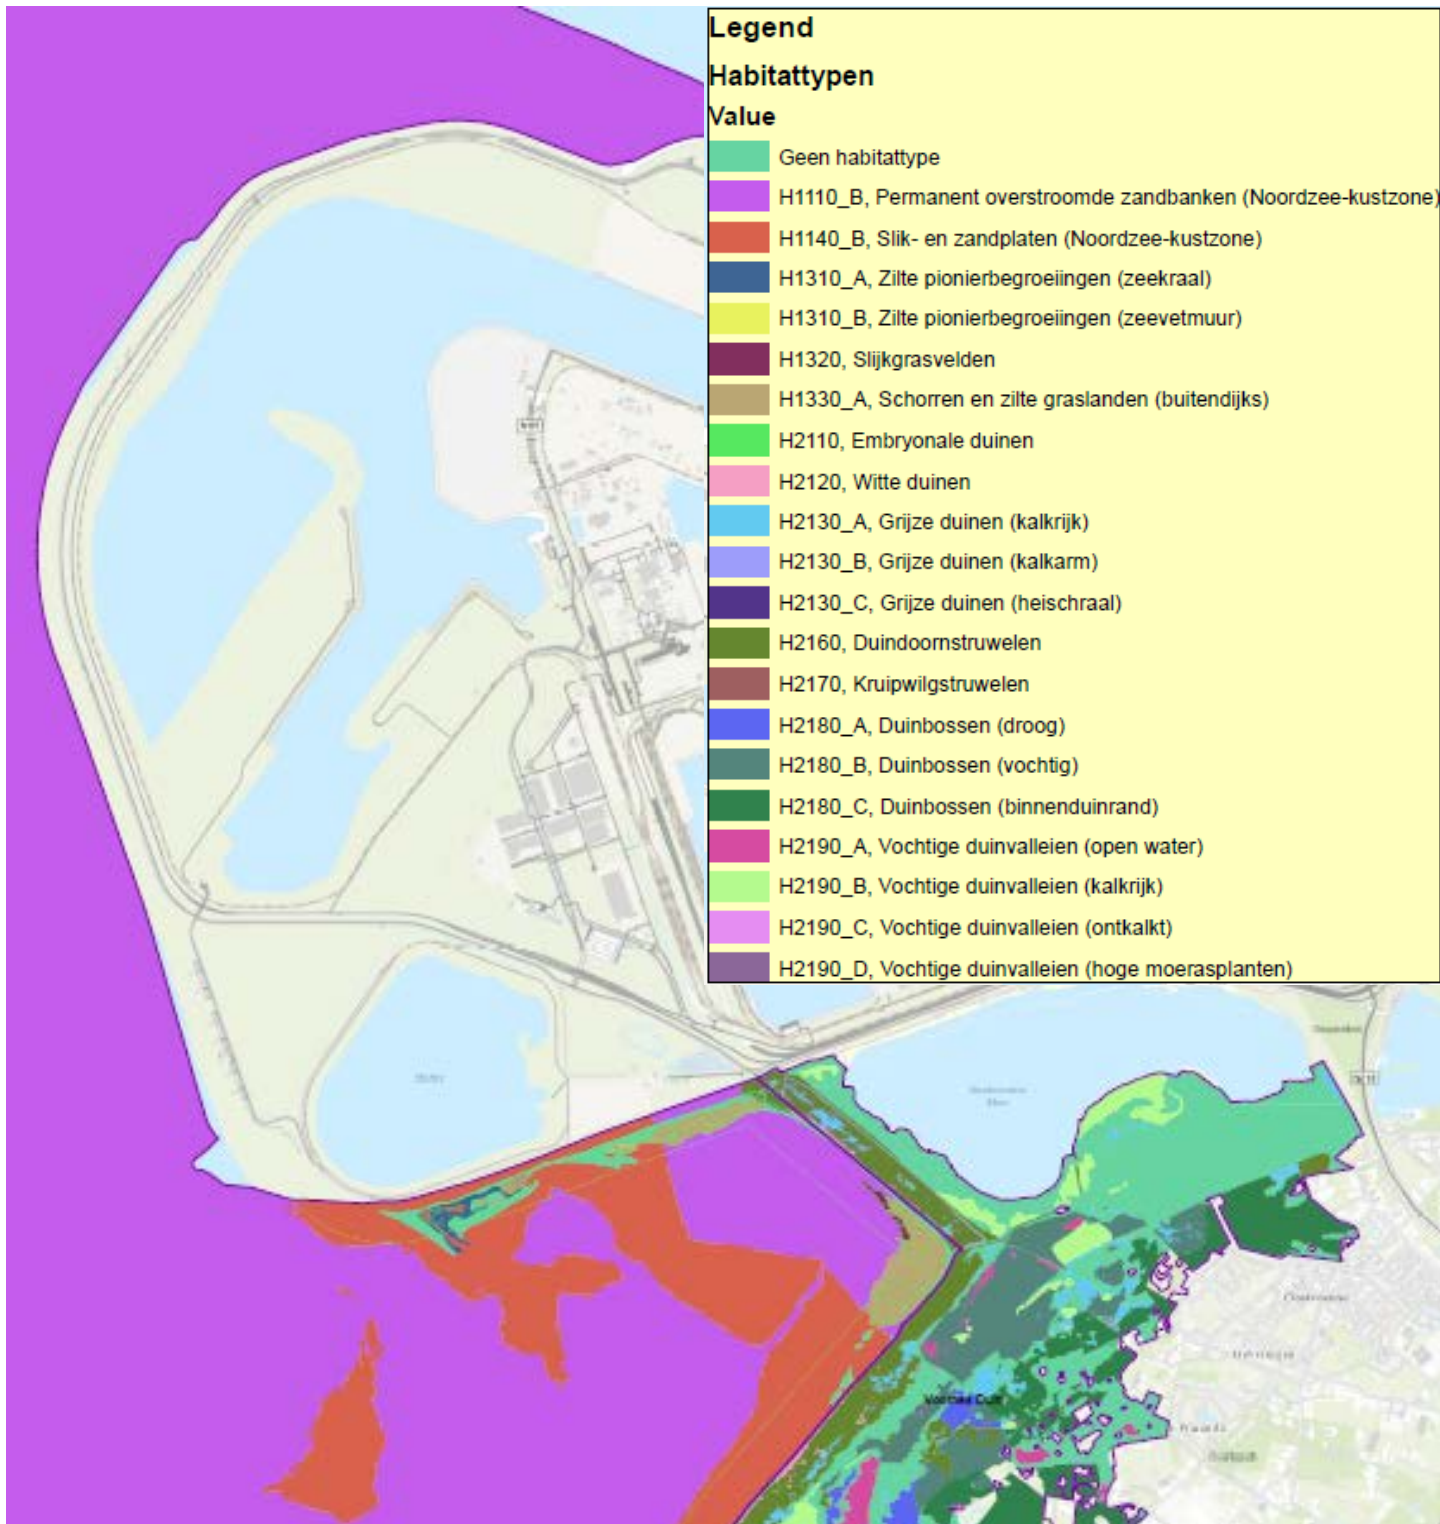 Legend
Habitattypen
Value
Geen habitattype
H1110_B, Permanent overstroomde zandbanken (Noordzee-kustzone)
H1140_B, Slik- en zandplaten (Noordzee-kustzone)
H1310_A, Zilte pionierbegroeiingen (zeekraal)
H1310_B, Zilte pionierbegroeiingen (zeevetmuur)
H1320, Slijkgrasvelden
H1330_A, Schorren en zilte graslanden (buitendijks)
H2110, Embryonale duinen
H2120, Witte duinen
H2130_A, Grijze duinen (kalkrijk)
H2130_B, Grijze duinen (kalkarm)
H2130_C, Grijze duinen (heischraal)
H2160, Duindoornstruwelen
H2170, Kruipwilgstruwelen
H2180_A, Duinbossen (droog)
H2180_B, Duinbossen (vochtig)
H2180_C, Duinbossen (binnenduinrand)
H2190_A, Vochtige duinvalleien (open water)
H2190_B, Vochtige duinvalleien (kalkrijk)
H2190_C, Vochtige duinvalleien (ontkalkt)
H2190_D, Vochtige duinvalleien (hoge moerasplanten)